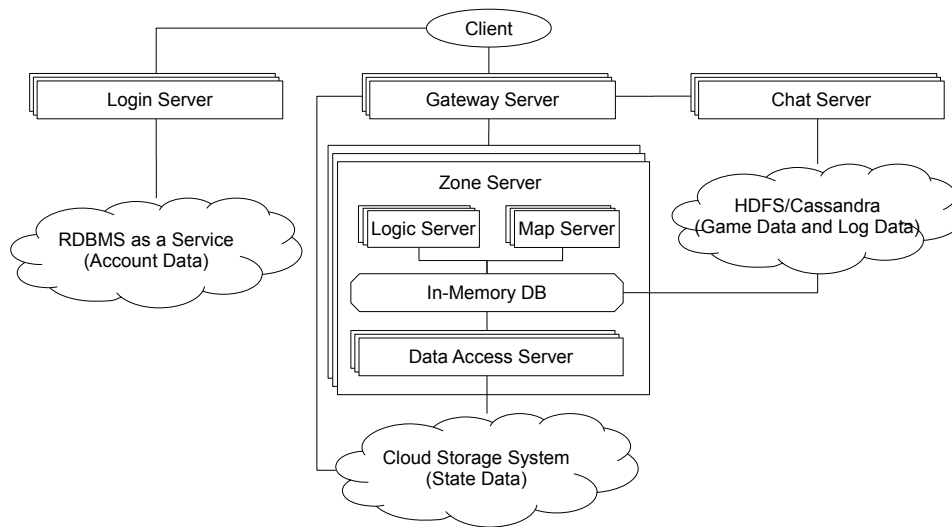 Client
Login Server
Gateway Server
Chat Server
Zone Server
Logic Server
Map Server
RDBMS as a Service
(Account Data)
HDFS/Cassandra
(Game Data and Log Data)
In-Memory DB
Data Access Server
Cloud Storage System
(State Data)